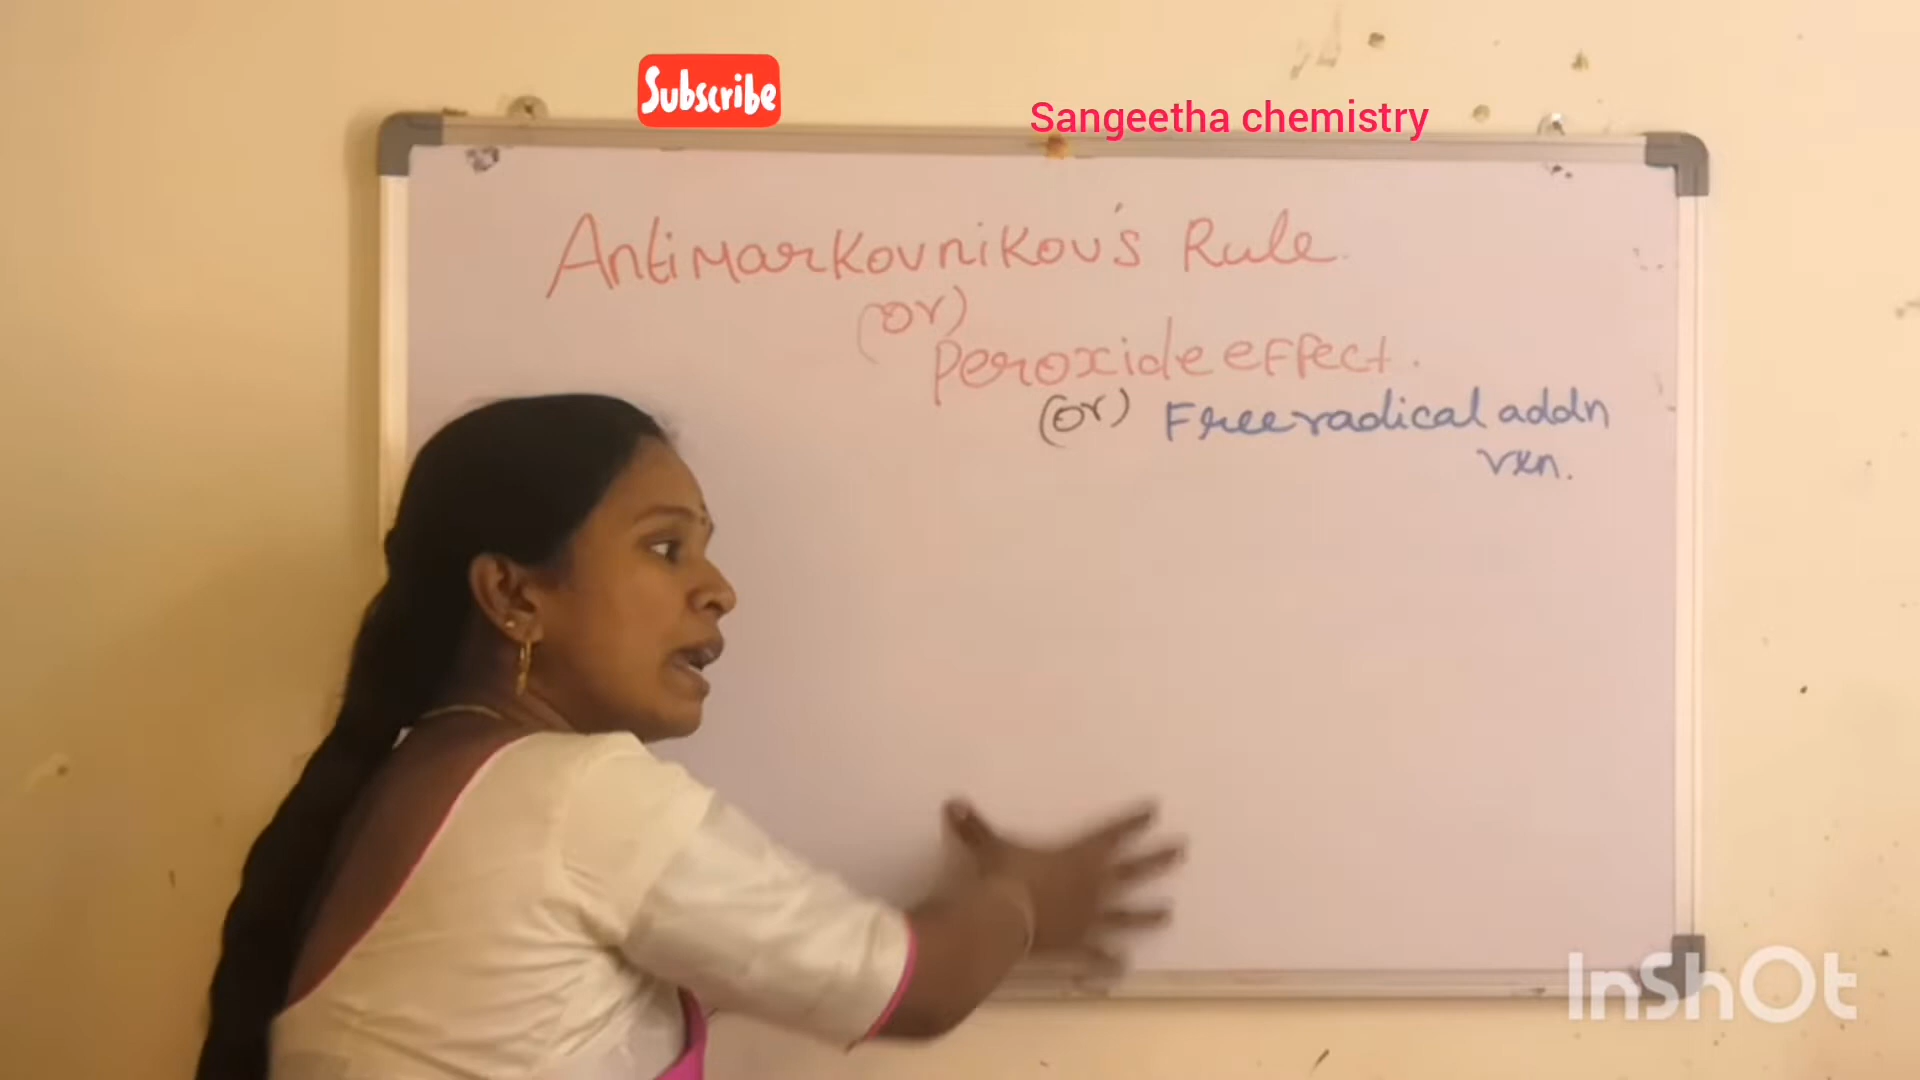 Subscribe
Sangeetha chemistry
Antimarkovnikov's Rule.
(or)
Peroxide effect.
(or) Free radical addn
rxn.
InShOt